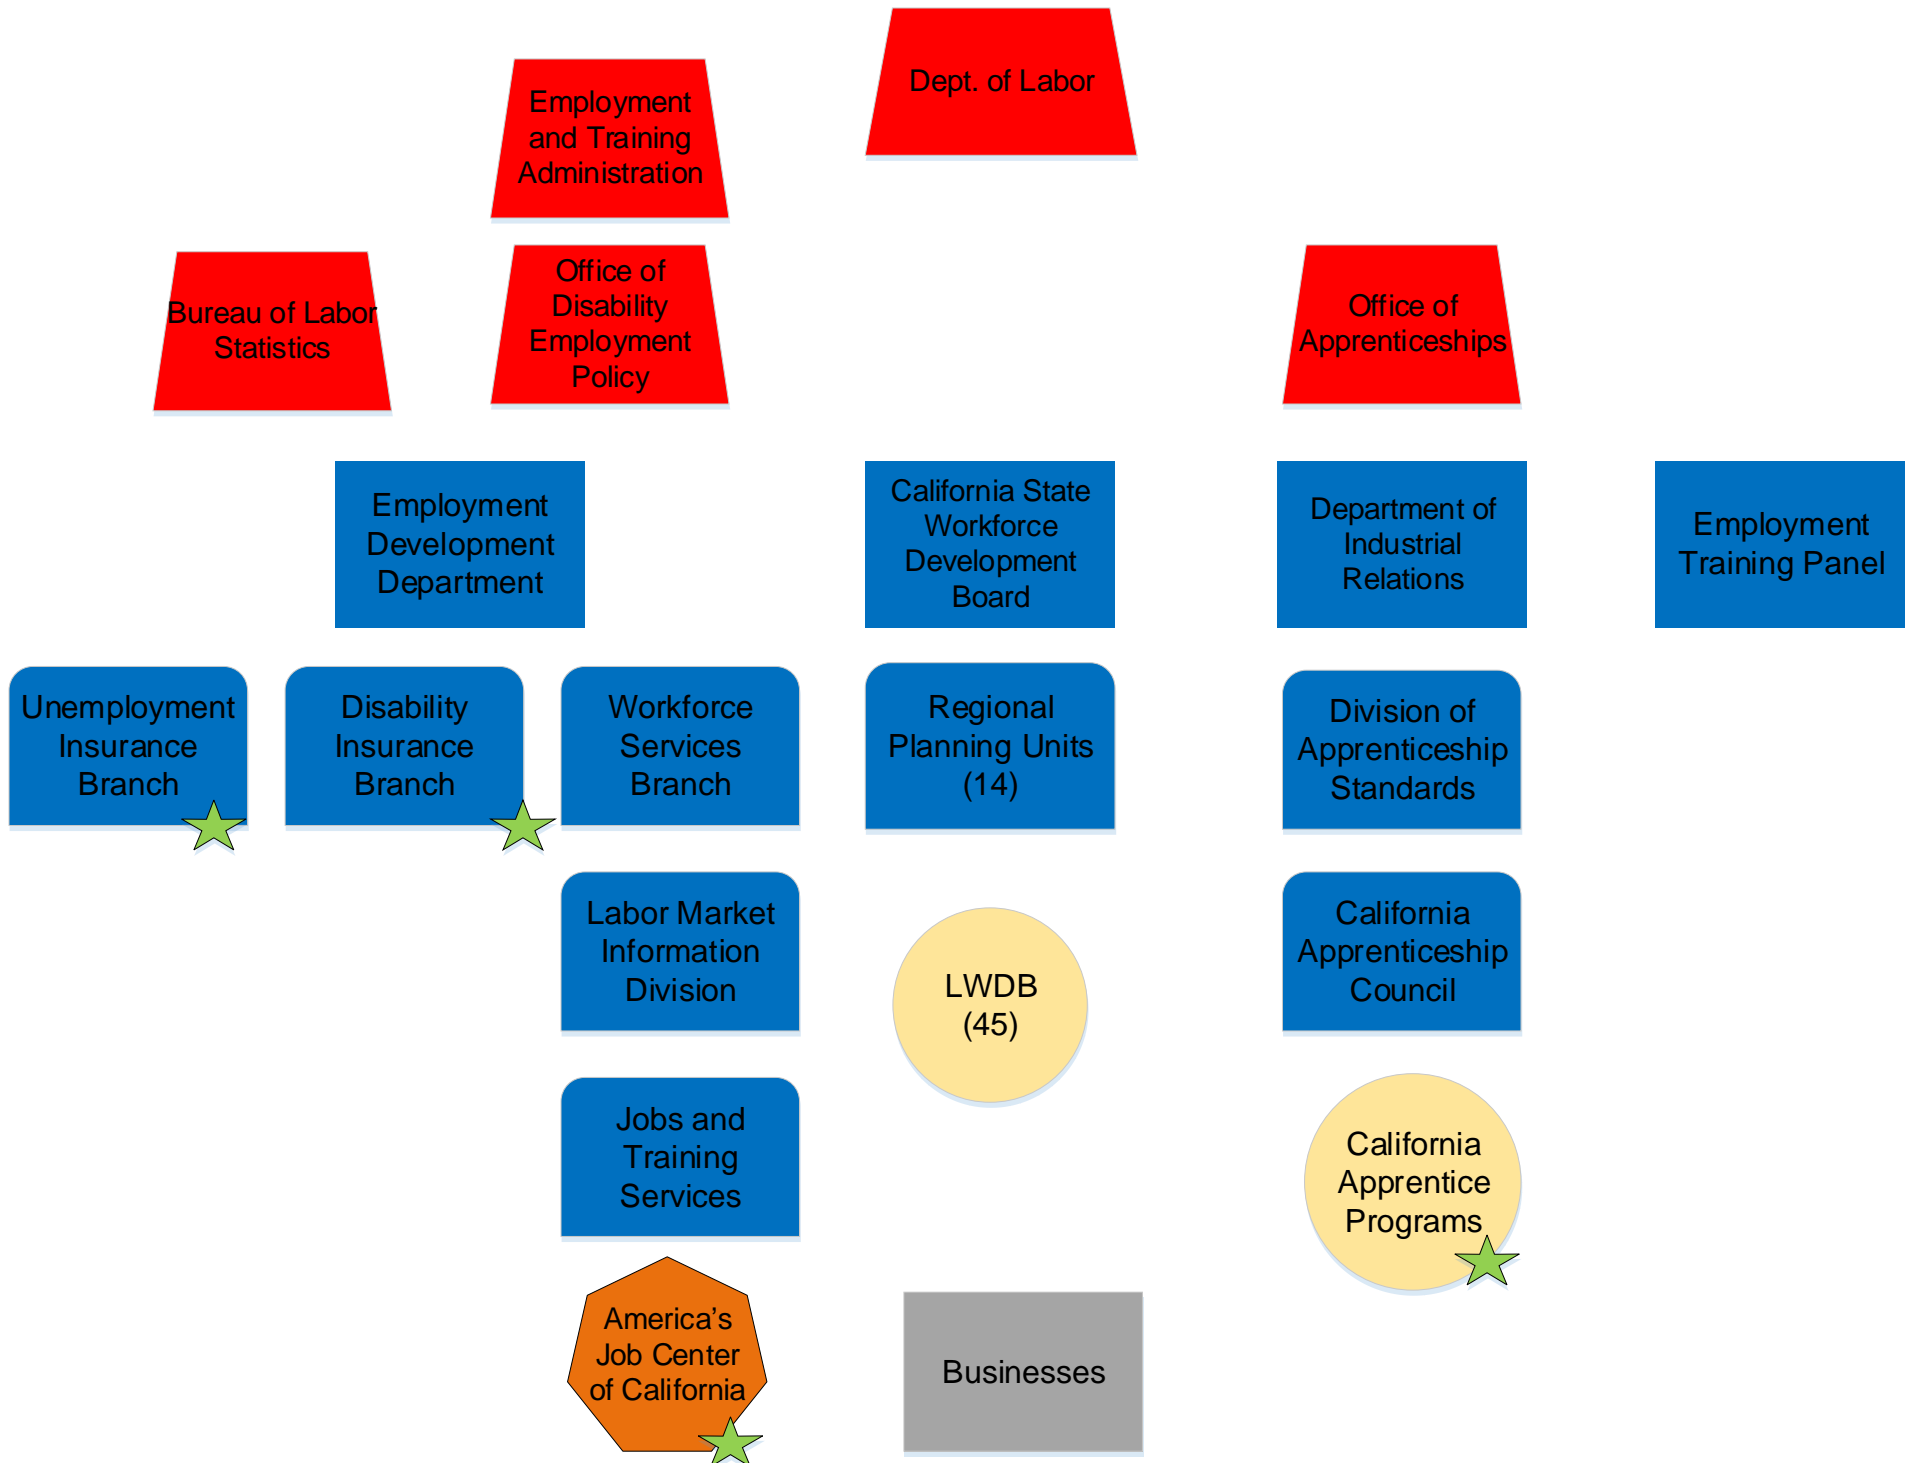 Dept. of Labor
Employment
and Training
Administration
Bureau of Labor
Statistics
Office of
Disability
Employment
Policy
Office of
Apprenticeships
Employment
Development
Department
California State
Workforce
Development
Board
Department of
Industrial
Relations
Employment
Training Panel
Unemployment
Insurance
Branch
Disability
Insurance
Branch
Workforce
Services
Branch
Regional
Planning Units
(14)
Division of
Apprenticeship
Standards
Labor Market
Information
Division
LWDB
(45)
California
Apprenticeship
Council
Jobs and
Training
Services
California
Apprentice
Programs
America’s
Job Center
of California
Businesses